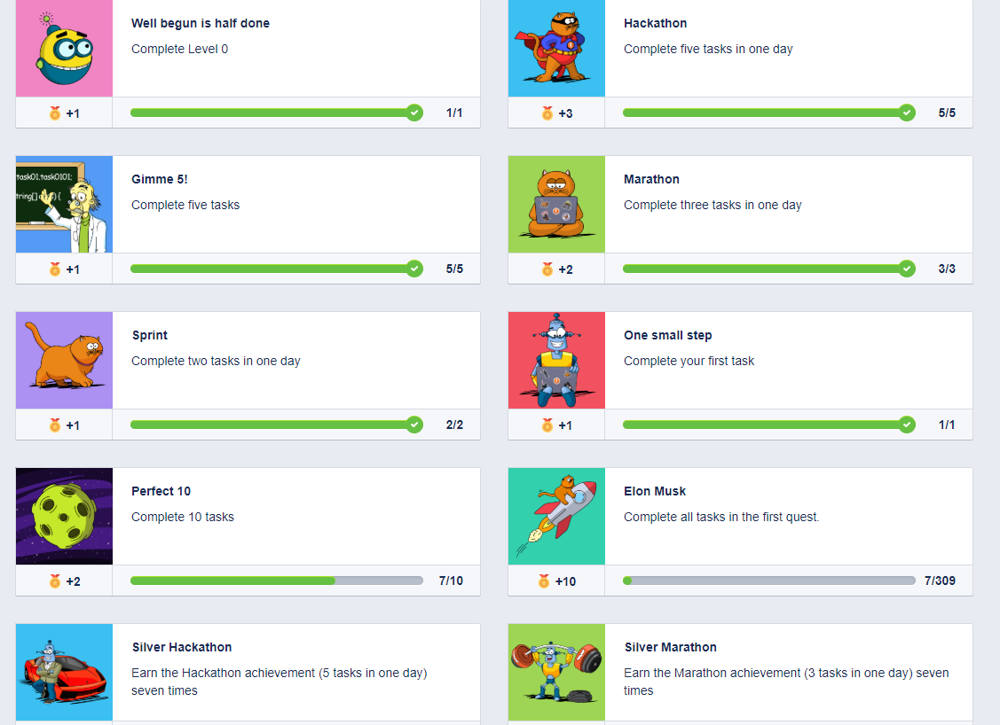 Well begun is half done
Complete Level 0
+1
1/1
Hackathon
Complete five tasks in one day
+3
5/5
task01.task0101;
Gimme 5!
Complete five tasks
+1
5/5
Marathon
Complete three tasks in one day
+2
3/3
Sprint
Complete two tasks in one day
+1
2/2
One small step
Complete your first task
+1
1/1
Perfect 10
Complete 10 tasks
+2
7/10
Elon Musk
Complete all tasks in the first quest.
+10
7/309
Silver Hackathon
Earn the Hackathon achievement (5 tasks in one day)
seven times
Silver Marathon
Earn the Marathon achievement (3 tasks in one day) seven
times